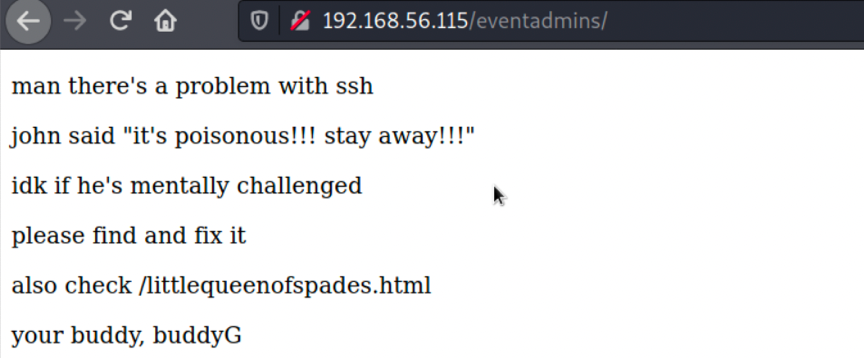 192.168.56.115/eventadmins/
man there's a problem with ssh
john said "it's poisonous!!! stay away!!!"
idk if he's mentally challenged
please find and fix it
also check /littlequeenofspades.html
your buddy, buddyG